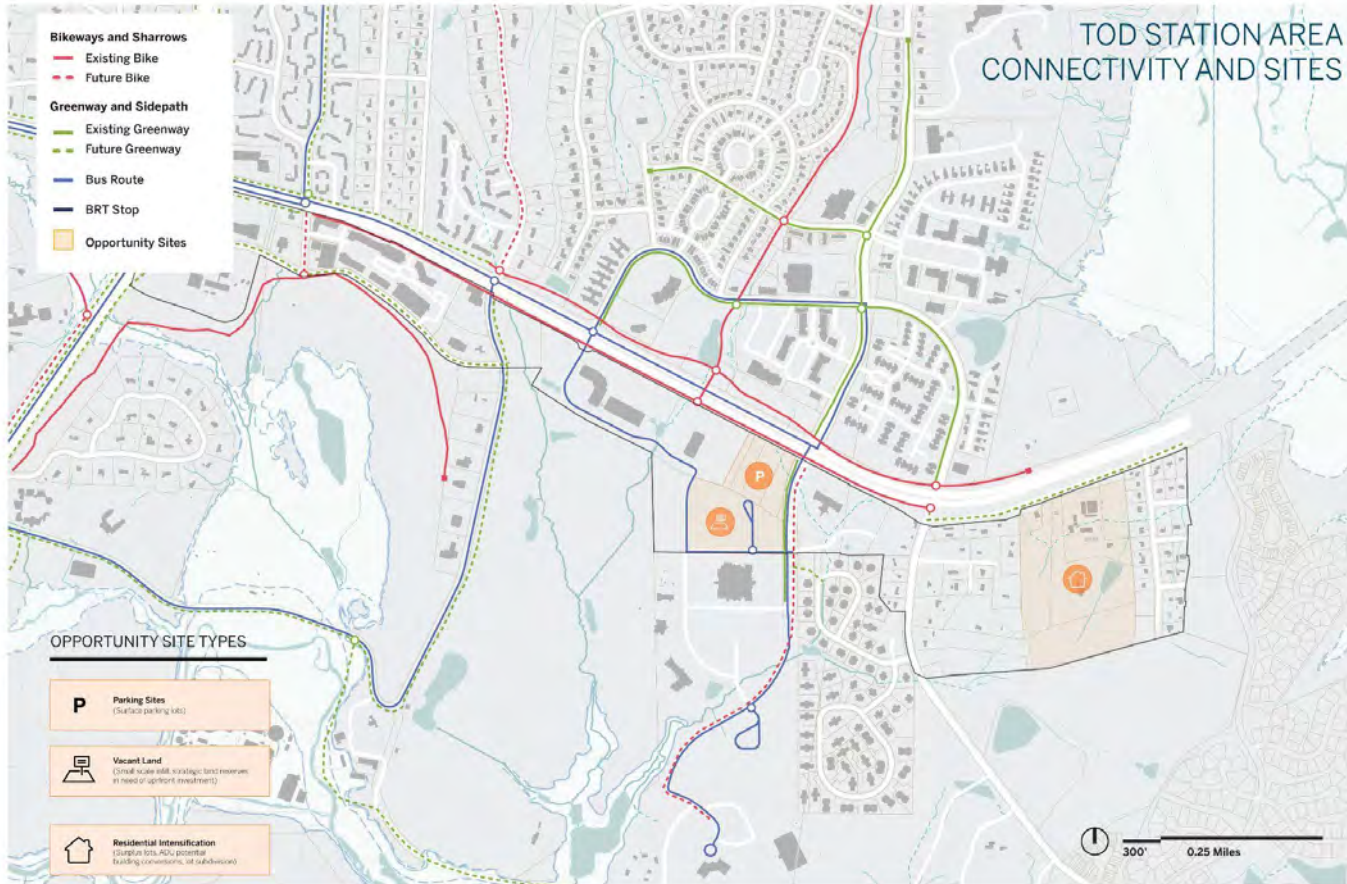 TOD STATION AREA
CONNECTIVITY AND SITES
Bikeways and Sharrows
Existing Bike
Future Bike
Greenway and Sidepath
Existing Greenway
Future Greenway
Bus Route
BRT Stop
Opportunity Sites
P
OPPORTUNITY SITE TYPES
P
Parking Sites
(Surface parking lots)
Vacant Land
(Small scale infill, strategic land reserves
in need of upfront investment)
Residential Intensification
(Surplus lots, ADU potential
building conversions, lot subdivision)
300'
0.25 Miles